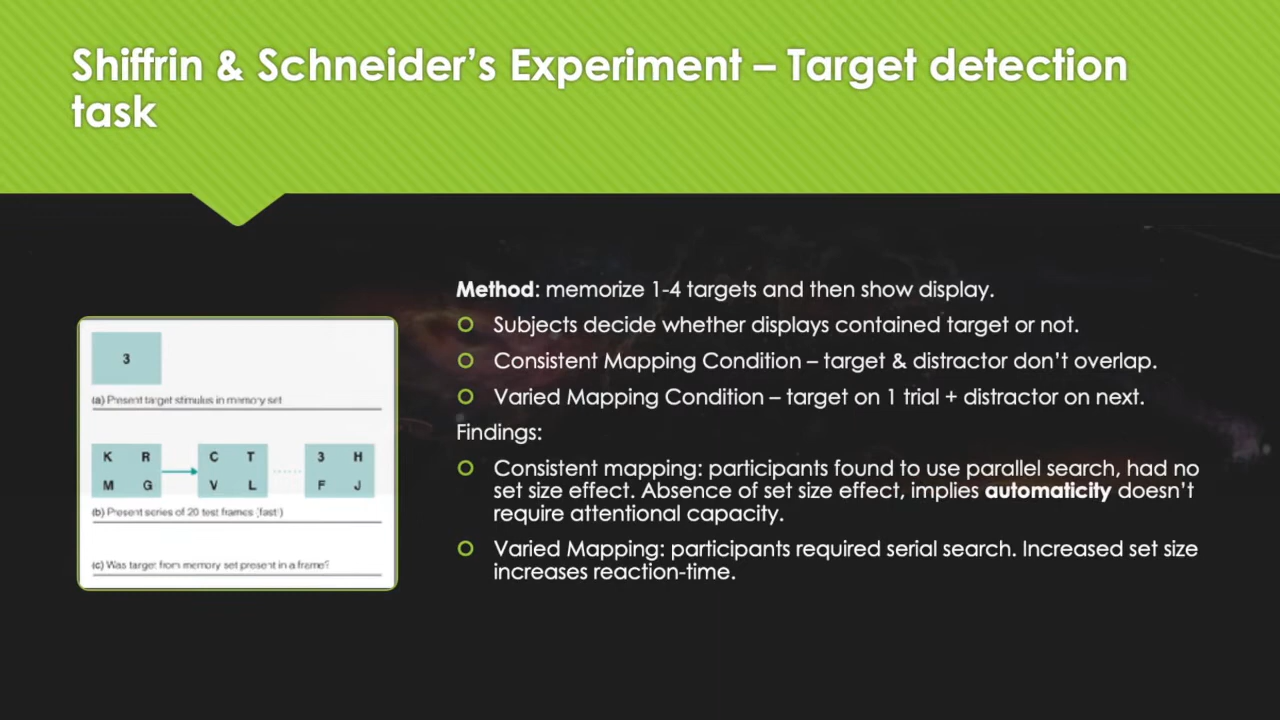 Shiffrin & Schneider’s Experiment – Target detection
task
3
(a) Present target stimulus in memory set
K R C T 3 H
M G V L F J
(b) Present series of 20 test frames (fast!)
(c) Was target from memory set present in a frame?
Method: memorize 1-4 targets and then show display.
Subjects decide whether displays contained target or not.
Consistent Mapping Condition – target & distractor don’t overlap.
Varied Mapping Condition – target on 1 trial + distractor on next.
Findings:
Consistent mapping: participants found to use parallel search, had no
set size effect. Absence of set size effect, implies automaticity doesn’t
require attentional capacity.
Varied Mapping: participants required serial search. Increased set size
increases reaction-time.